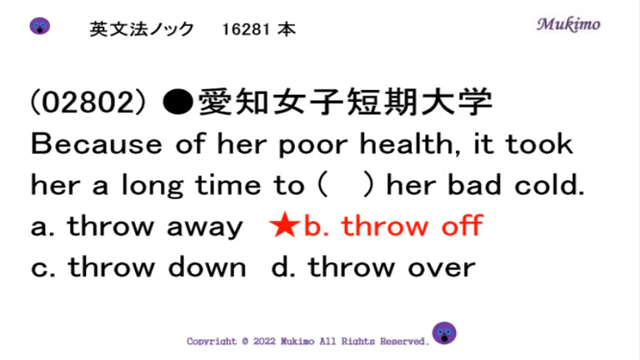 英文法ノック 16281 本
Mukimo
(02802) ●愛知女子短期大学
Because of her poor health, it took
her a long time to ( ) her bad cold.
a. throw away ★b. throw off
c. throw down d. throw over
Copyright @ 2022 Mukimo All Rights Reserved.